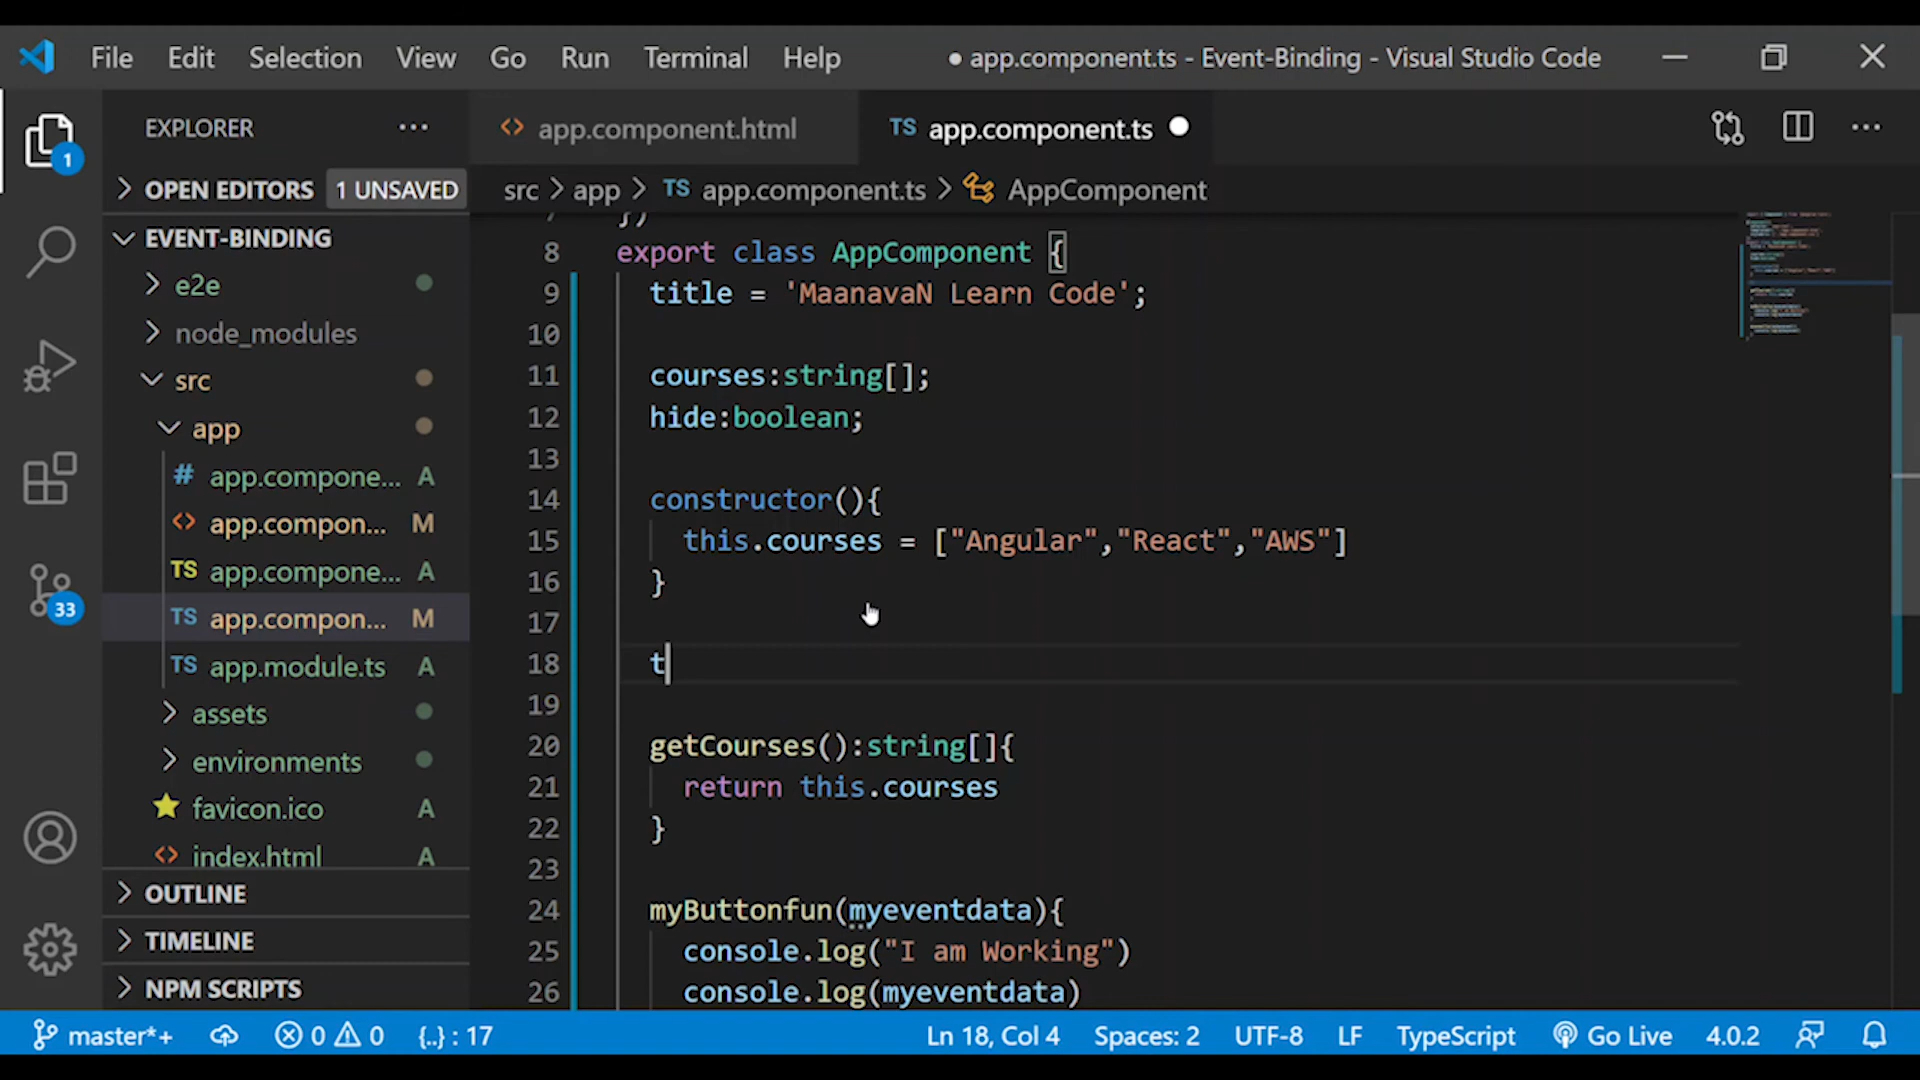 File Edit Selection View Go Run Terminal Help ● app.component.ts - Event-Binding - Visual Studio Code
EXPLORER ···
app.component.html
TS app.component.ts
1
OPEN EDITORS 1 UNSAVED
src > app > TS app.component.ts > AppComponent
EVENT-BINDING
e2e
node_modules
src
app
# app.compone... A
<> app.compon... M
TS app.compone... A
TS app.compon... M
TS app.module.ts A
assets
environments
favicon.ico A
<> index.html A
OUTLINE
TIMELINE
NPM SCRIPTS
33
})
8 export class AppComponent {
9 title = 'MaanavaN Learn Code';
10
11 courses:string[];
12 hide:boolean;
13
14 constructor(){
15 this.courses = ["Angular","React","AWS"]
16 }
17
18 t
19
20 getCourses():string[]{
21 return this.courses
22 }
23
24 myButtonfun(myeventdata){
25 console.log("I am Working")
26 console.log(myeventdata)
master*+ 0 0 {..} : 17 Ln 18, Col 4 Spaces: 2 UTF-8 LF TypeScript Go Live 4.0.2